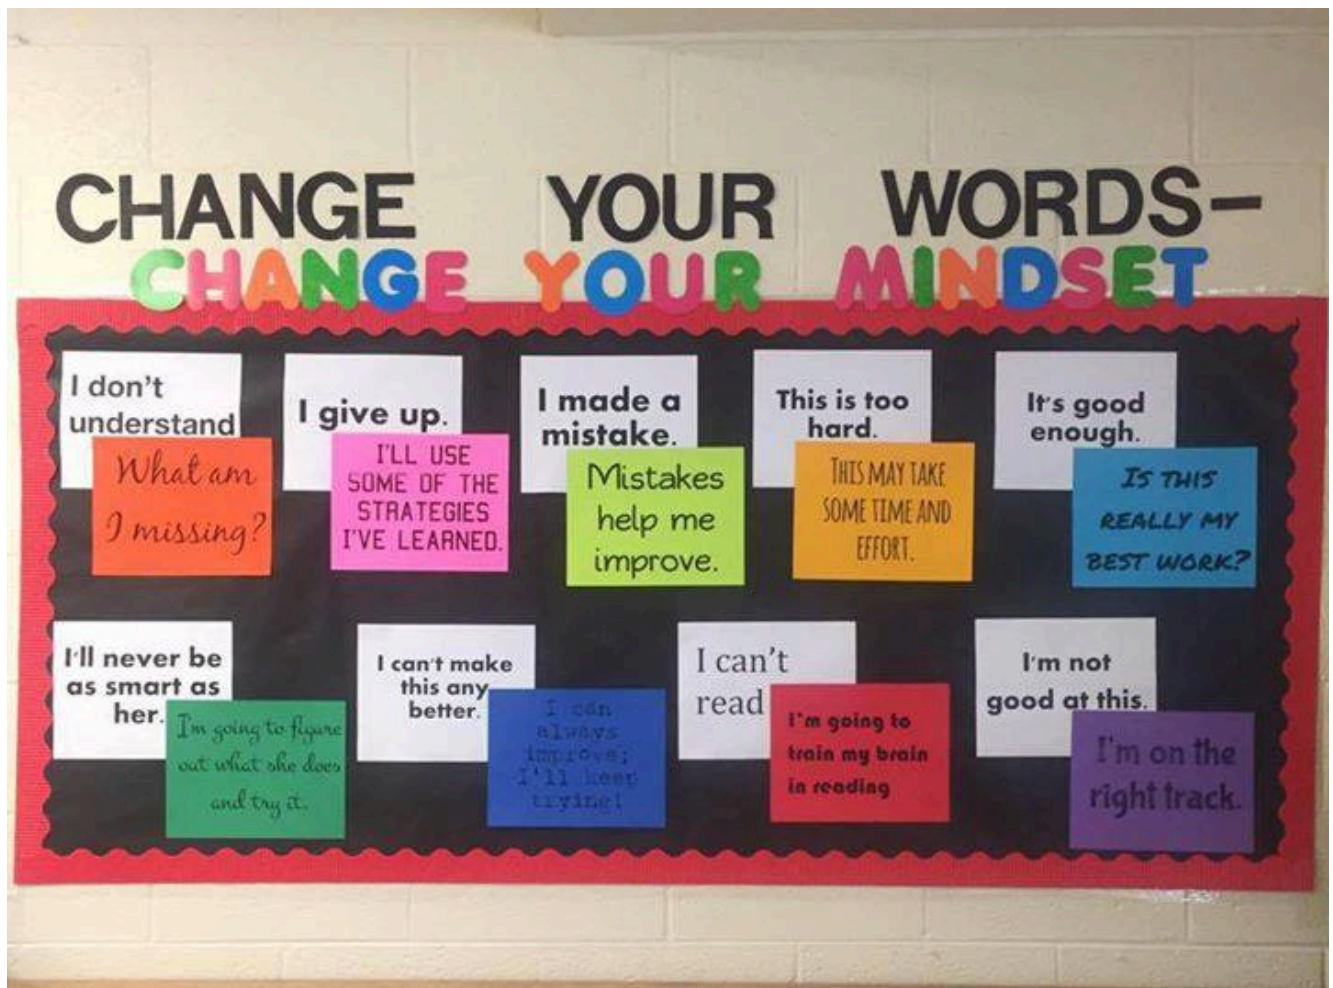 CHANGE YOUR WORDS–
CHANGE YOUR MINDSET
I don't
understand
What am
I missing?
I give up.
I'LL USE
SOME OF THE
STRATEGIES
I'VE LEARNED.
I made a
mistake.
Mistakes
help me
improve.
This is too
hard.
THIS MAY TAKE
SOME TIME AND
EFFORT.
It's good
enough.
IS THIS
REALLY MY
BEST WORK?
I'll never be
as smart as
her.
I'm going to figure
out what she does
and try it.
I can't make
this any
better.
I can
always
improve;
I'll keep
trying!
I can't
read
I'm going to
train my brain
in reading
I'm not
good at this.
I'm on the
right track.